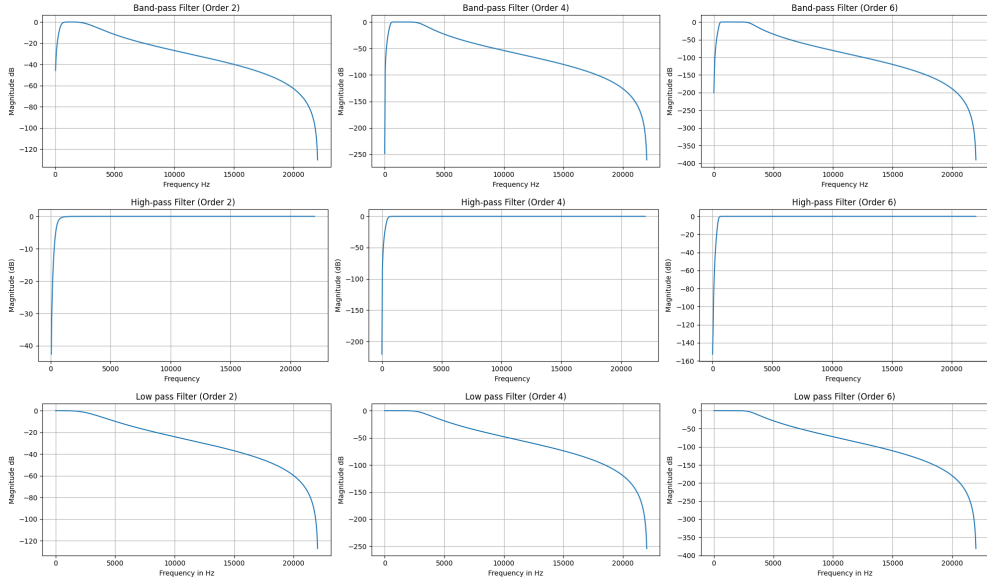 Band-pass Filter (Order 2)
Magnitude dB
0
−20
−40
−60
−80
−100
−120
0 5000 10000 15000 20000
Frequency Hz
Band-pass Filter (Order 4)
Magnitude dB
0
−50
−100
−150
−200
−250
0 5000 10000 15000 20000
Frequency Hz
Band-pass Filter (Order 6)
Magnitude dB
0
−50
−100
−150
−200
−250
−300
−350
−400
0 5000 10000 15000 20000
Frequency Hz
High-pass Filter (Order 2)
Magnitude (dB)
0
−10
−20
−30
−40
0 5000 10000 15000 20000
Frequency
High-pass Filter (Order 4)
Magnitude (dB)
0
−50
−100
−150
−200
0 5000 10000 15000 20000
Frequency
High-pass Filter (Order 6)
Magnitude (dB)
0
−20
−40
−60
−80
−100
−120
−140
−160
0 5000 10000 15000 20000
Frequency
Low pass Filter (Order 2)
Magnitude dB
0
−20
−40
−60
−80
−100
−120
0 5000 10000 15000 20000
Frequency in Hz
Low pass Filter (Order 4)
Magnitude dB
0
−50
−100
−150
−200
−250
0 5000 10000 15000 20000
Frequency in Hz
Low pass Filter (Order 6)
Magnitude dB
0
−50
−100
−150
−200
−250
−300
−350
−400
0 5000 10000 15000 20000
Frequency in Hz